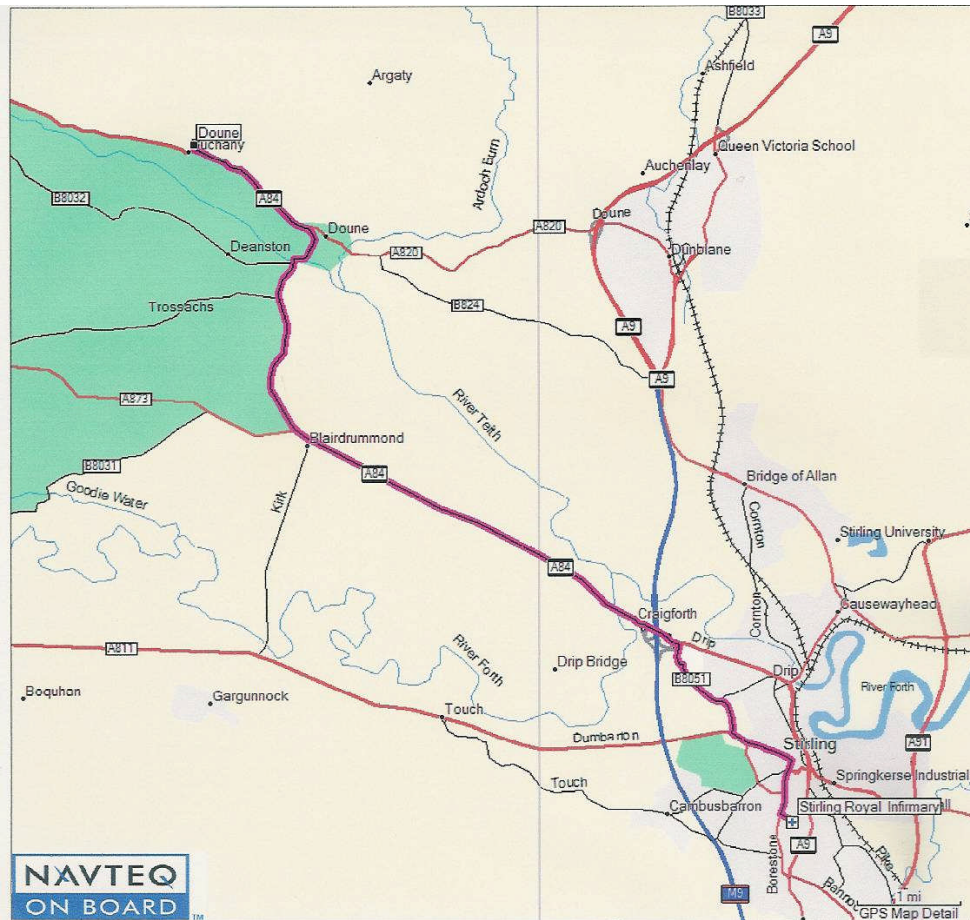 B8033
A9
Ashfield
Argaty
Doune
Buchany
Queen Victoria School
Auchenlay
Ardoch Burn
A84
B8032
Doune
A820
Doune
Deanston
A820
Dunblane
Trossachs
B824
A9
A9
A873
River Teith
Blairdrummond
B8031
A84
Goodie Water
Kirk
Bridge of Allan
Cornton
Stirling University
A84
Causewayhead
Craigforth
Cornton
Drip
A811
River Forth
Drip Bridge
Drip
B8051
River Forth
Boquhan
Gargunnock
Touch
Dumbarton
Stirling
A91
Touch
Springkerse Industrial
Cambusbarron
Stirling Royal Infirmary
all
Borestone
A9
Pike
NAVTEQ
ON BOARD
TM
M9
Bannoc
1 mi
GPS Map Detail